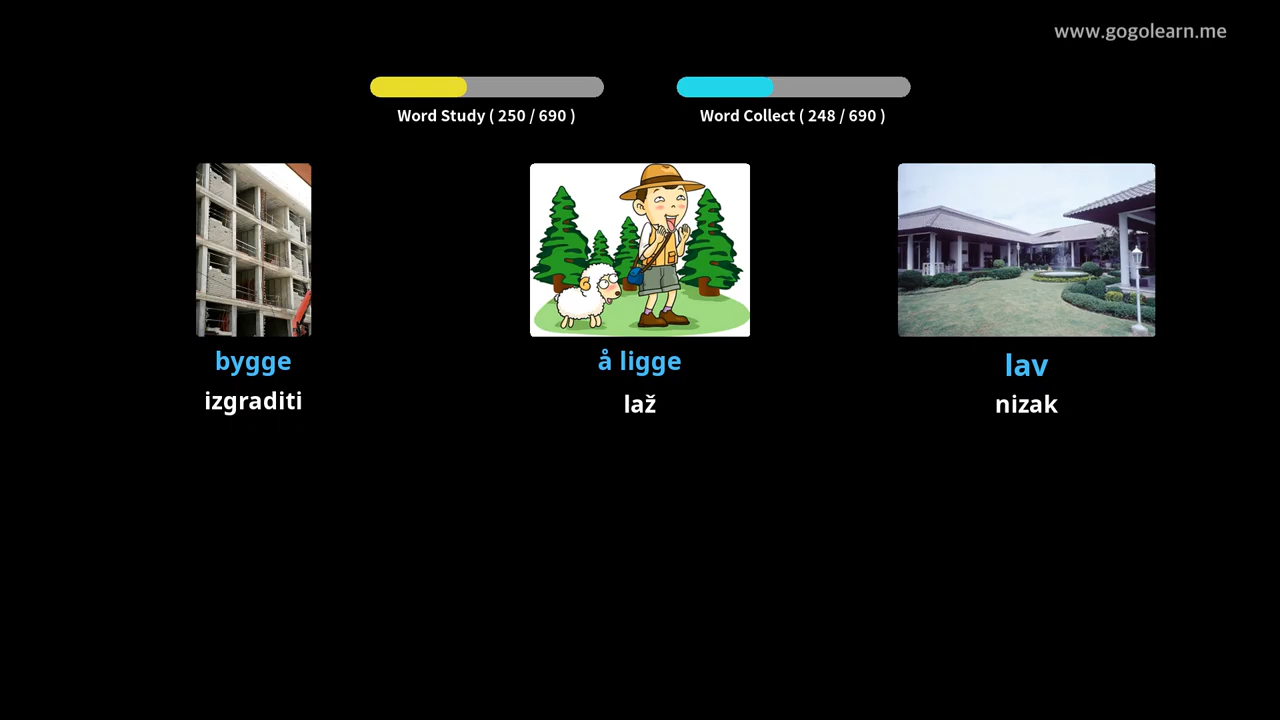 www.gogolearn.me
Word Study ( 250 / 690 )
Word Collect ( 248 / 690 )
bygge
å ligge
lav
izgraditi
laž
nizak